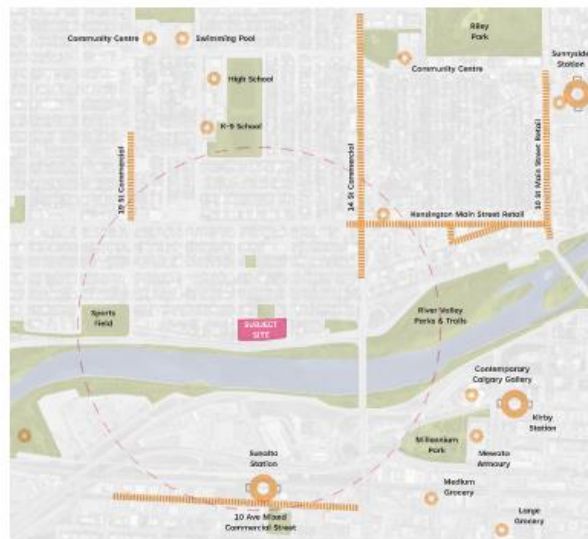 Community Centre
Swimming Pool
Riley
Park
Sunnyside
Station
Community Centre
High School
K-9 School
19 St Commercial
14 St Commercial
10 St Main Street Retail
Kensington Main Street Retail
Sports
Field
SUBJECT
SITE
River Valley
Parks & Trails
Contemporary
Calgary Gallery
Kirby
Station
Millennium
Park
Mewata
Armoury
Sunalta
Station
Medium
Grocery
10 Ave Mixed
Commercial Street
Large
Grocery